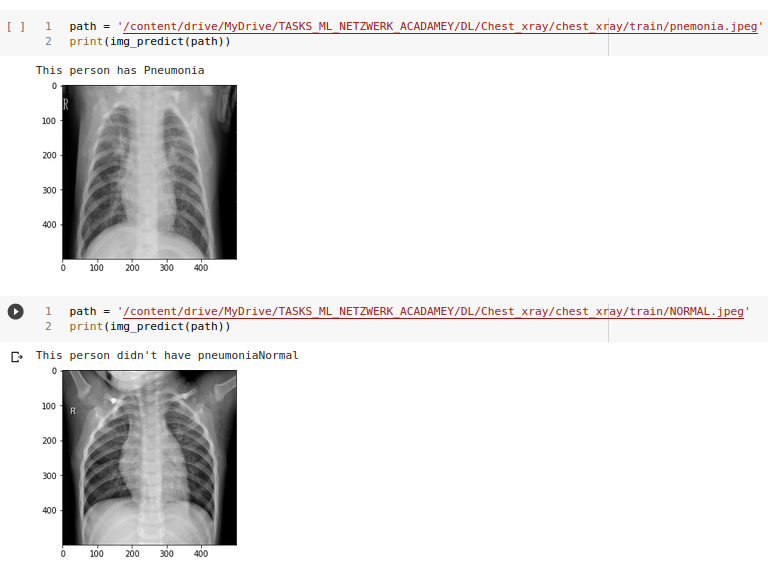 [ ] 1 path = '/content/drive/MyDrive/TASKS_ML_NETZWERK_ACADAMEY/DL/Chest_xray/chest_xray/train/pnemonia.jpeg'
2 print(img_predict(path))
This person has Pneumonia
0
R
100
200
300
400
0 100 200 300 400
1 path = '/content/drive/MyDrive/TASKS_ML_NETZWERK_ACADAMEY/DL/Chest_xray/chest_xray/train/NORMAL.jpeg'
2 print(img_predict(path))
This person didn't have pneumoniaNormal
0
100
R
200
300
400
0 100 200 300 400